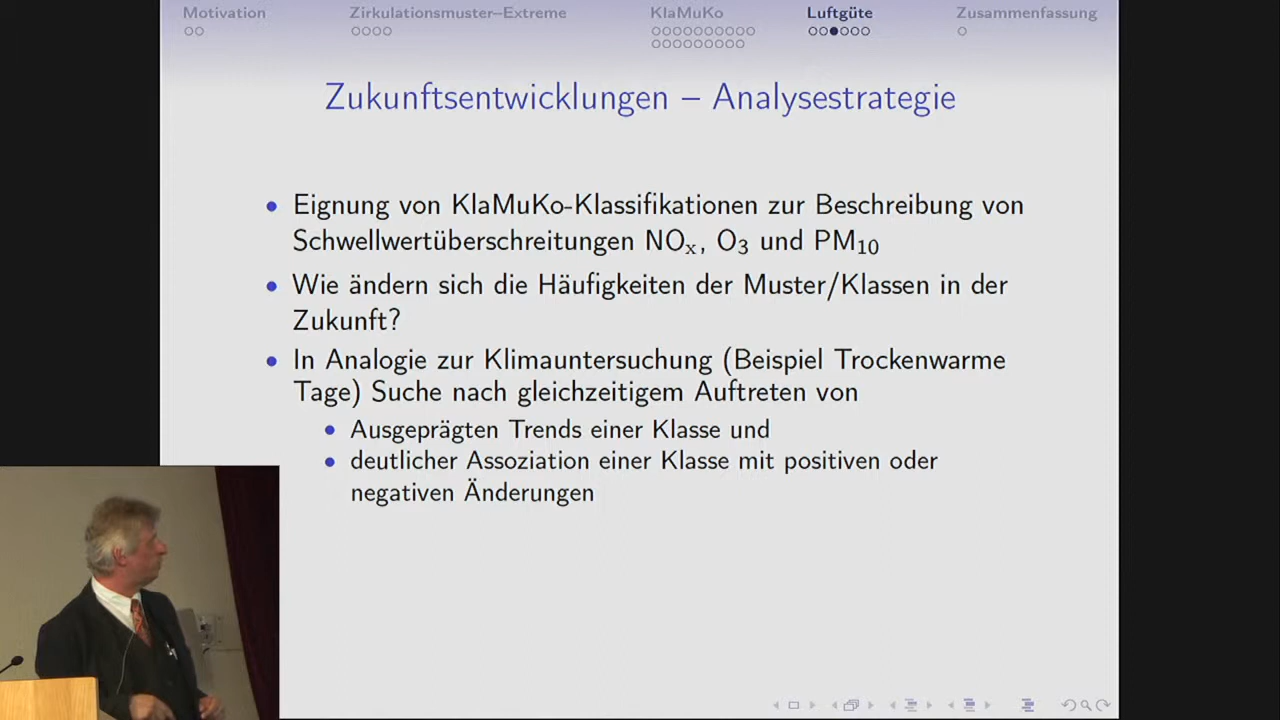 Motivation Zirkulationsmuster–Extreme KlaMuKo Luftgüte Zusammenfassung
Zukunftsentwicklungen – Analysestrategie
• Eignung von KlaMuKo-Klassifikationen zur Beschreibung von
Schwellwertüberschreitungen NOₓ, O₃ und PM₁₀
• Wie ändern sich die Häufigkeiten der Muster/Klassen in der
Zukunft?
• In Analogie zur Klimauntersuchung (Beispiel Trockenwarme
Tage) Suche nach gleichzeitigem Auftreten von
• Ausgeprägten Trends einer Klasse und
• deutlicher Assoziation einer Klasse mit positiven oder
negativen Änderungen